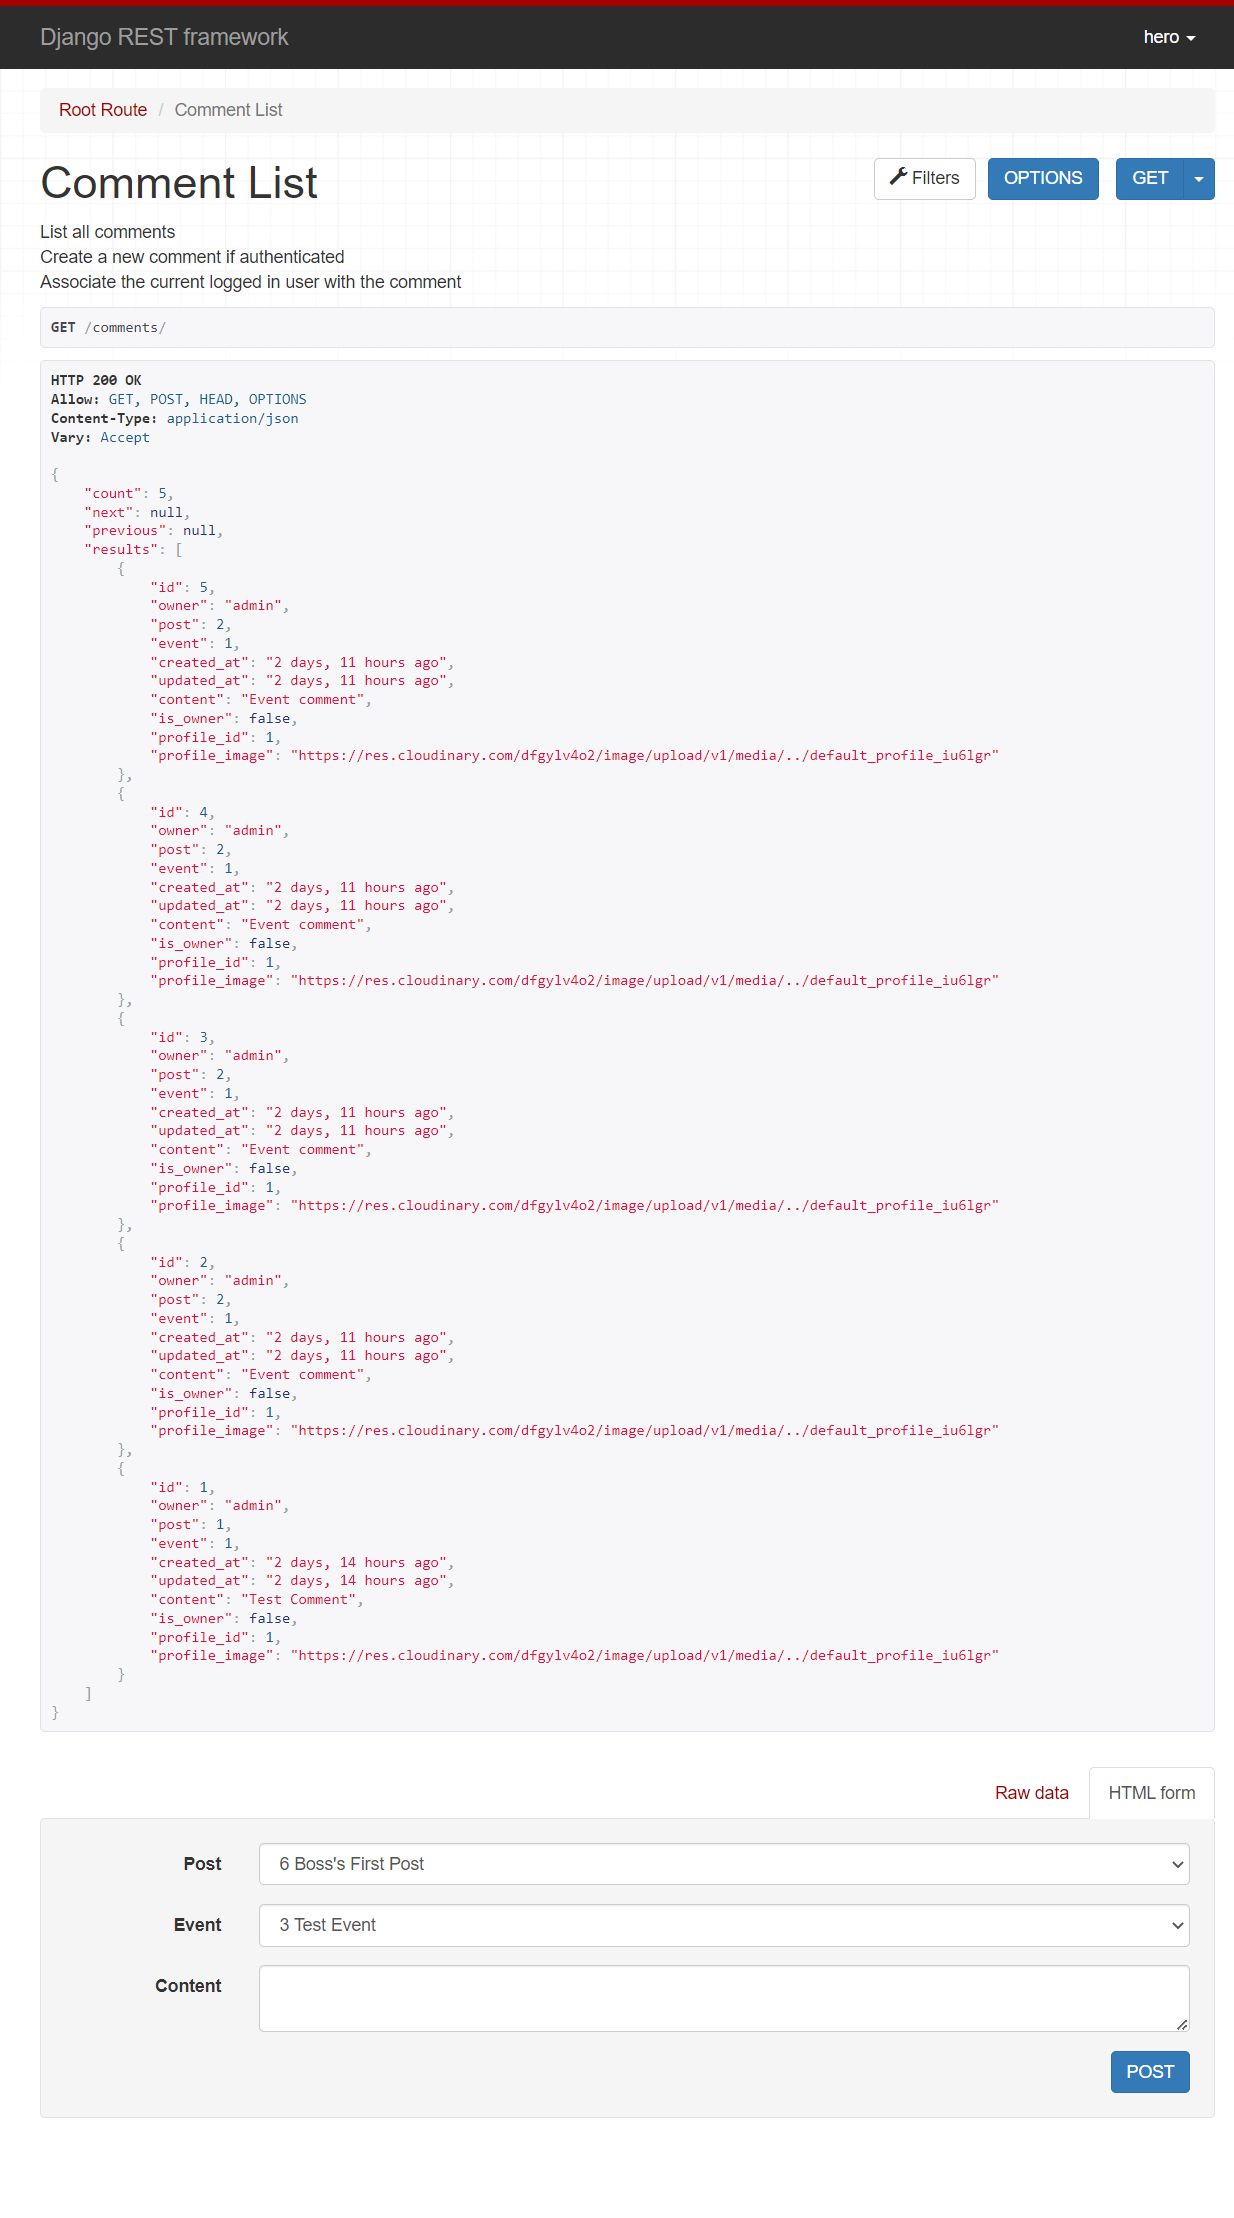 Django REST framework
hero
Root Route / Comment List
Comment List
Filters
OPTIONS
GET
List all comments
Create a new comment if authenticated
Associate the current logged in user with the comment
GET /comments/
HTTP 200 OK
Allow: GET, POST, HEAD, OPTIONS
Content-Type: application/json
Vary: Accept
{
    "count": 5,
    "next": null,
    "previous": null,
    "results": [
        {
            "id": 5,
            "owner": "admin",
            "post": 2,
            "event": 1,
            "created_at": "2 days, 11 hours ago",
            "updated_at": "2 days, 11 hours ago",
            "content": "Event comment",
            "is_owner": false,
            "profile_id": 1,
            "profile_image": "https://res.cloudinary.com/dfgylv4o2/image/upload/v1/media/../default_profile_iu6lgr"
        },
        {
            "id": 4,
            "owner": "admin",
            "post": 2,
            "event": 1,
            "created_at": "2 days, 11 hours ago",
            "updated_at": "2 days, 11 hours ago",
            "content": "Event comment",
            "is_owner": false,
            "profile_id": 1,
            "profile_image": "https://res.cloudinary.com/dfgylv4o2/image/upload/v1/media/../default_profile_iu6lgr"
        },
        {
            "id": 3,
            "owner": "admin",
            "post": 2,
            "event": 1,
            "created_at": "2 days, 11 hours ago",
            "updated_at": "2 days, 11 hours ago",
            "content": "Event comment",
            "is_owner": false,
            "profile_id": 1,
            "profile_image": "https://res.cloudinary.com/dfgylv4o2/image/upload/v1/media/../default_profile_iu6lgr"
        },
        {
            "id": 2,
            "owner": "admin",
            "post": 2,
            "event": 1,
            "created_at": "2 days, 11 hours ago",
            "updated_at": "2 days, 11 hours ago",
            "content": "Event comment",
            "is_owner": false,
            "profile_id": 1,
            "profile_image": "https://res.cloudinary.com/dfgylv4o2/image/upload/v1/media/../default_profile_iu6lgr"
        },
        {
            "id": 1,
            "owner": "admin",
            "post": 1,
            "event": 1,
            "created_at": "2 days, 14 hours ago",
            "updated_at": "2 days, 14 hours ago",
            "content": "Test Comment",
            "is_owner": false,
            "profile_id": 1,
            "profile_image": "https://res.cloudinary.com/dfgylv4o2/image/upload/v1/media/../default_profile_iu6lgr"
        }
    ]
}
Raw data
HTML form
Post
6 Boss's First Post
Event
3 Test Event
Content
POST